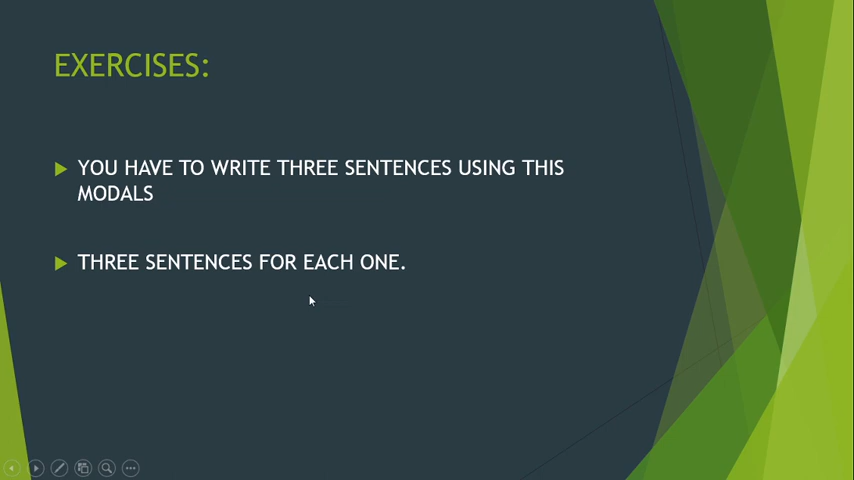 EXERCISES:
YOU HAVE TO WRITE THREE SENTENCES USING THIS
MODALS
THREE SENTENCES FOR EACH ONE.